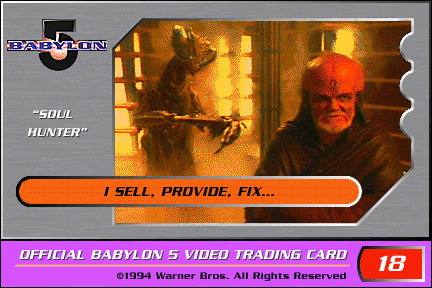 BABYLON
5
"SOUL
HUNTER"
I SELL, PROVIDE, FIX...
OFFICIAL BABYLON 5 VIDEO TRADING CARD
18
©1994 Warner Bros. All Rights Reserved